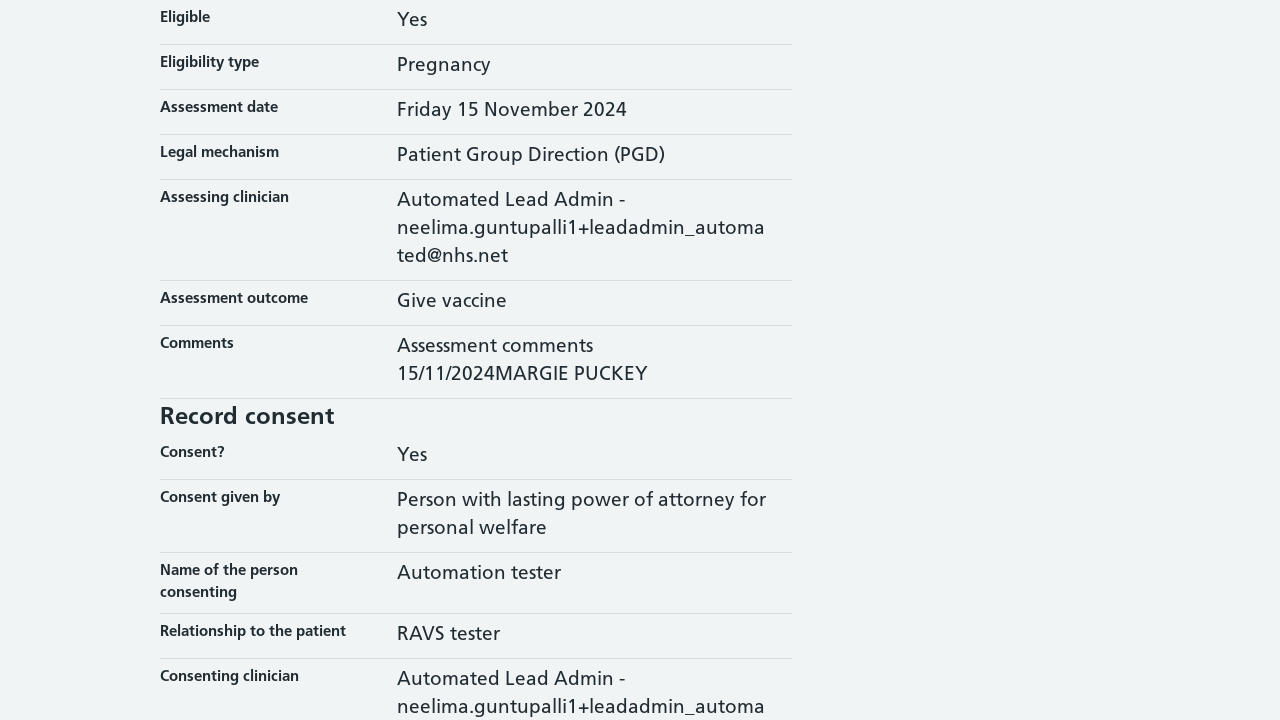 Eligible
Yes
Eligibility type
Pregnancy
Assessment date
Friday 15 November 2024
Legal mechanism
Patient Group Direction (PGD)
Assessing clinician
Automated Lead Admin -
neelima.guntupalli1+leadadmin_automa
ted@nhs.net
Assessment outcome
Give vaccine
Comments
Assessment comments
15/11/2024MARGIE PUCKEY
Record consent
Consent?
Yes
Consent given by
Person with lasting power of attorney for
personal welfare
Name of the person
consenting
Automation tester
Relationship to the patient
RAVS tester
Consenting clinician
Automated Lead Admin -
neelima.guntupalli1+leadadmin_automa